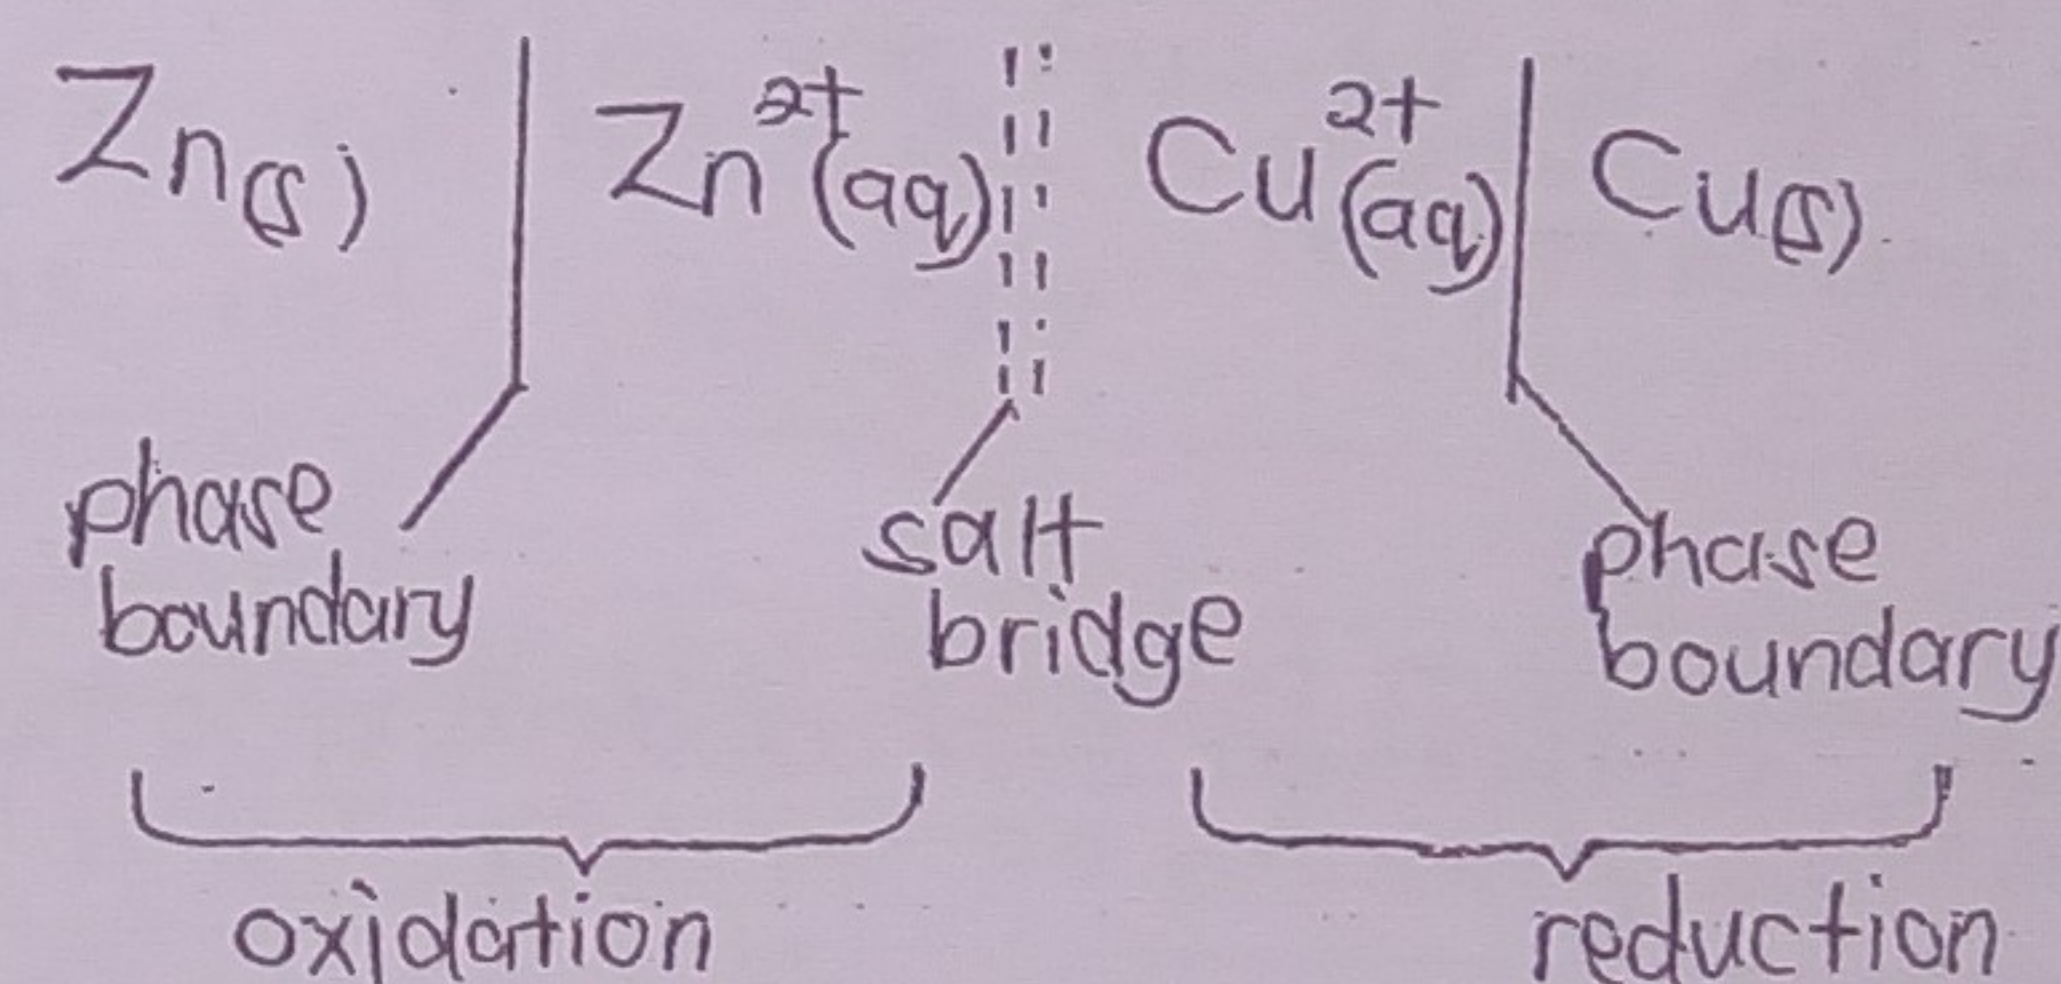 Zn(s) | Zn²⁺(aq) ¦¦ Cu²⁺(aq) | Cu(s)
phase
boundary
salt
bridge
phase
boundary
oxidation
reduction